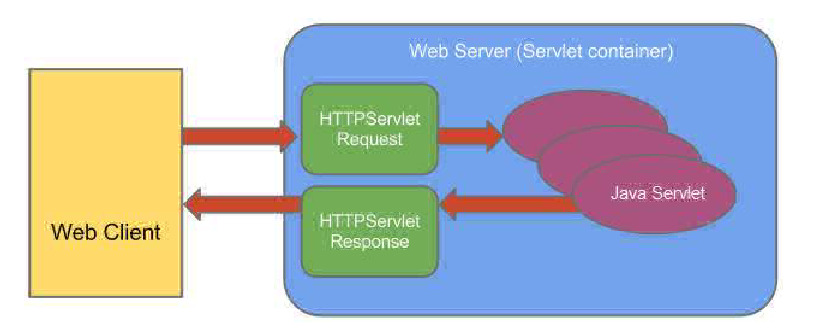 Web Server (Servlet container)
HTTPServlet
Request
Java Servlet
HTTPServlet
Response
Web Client